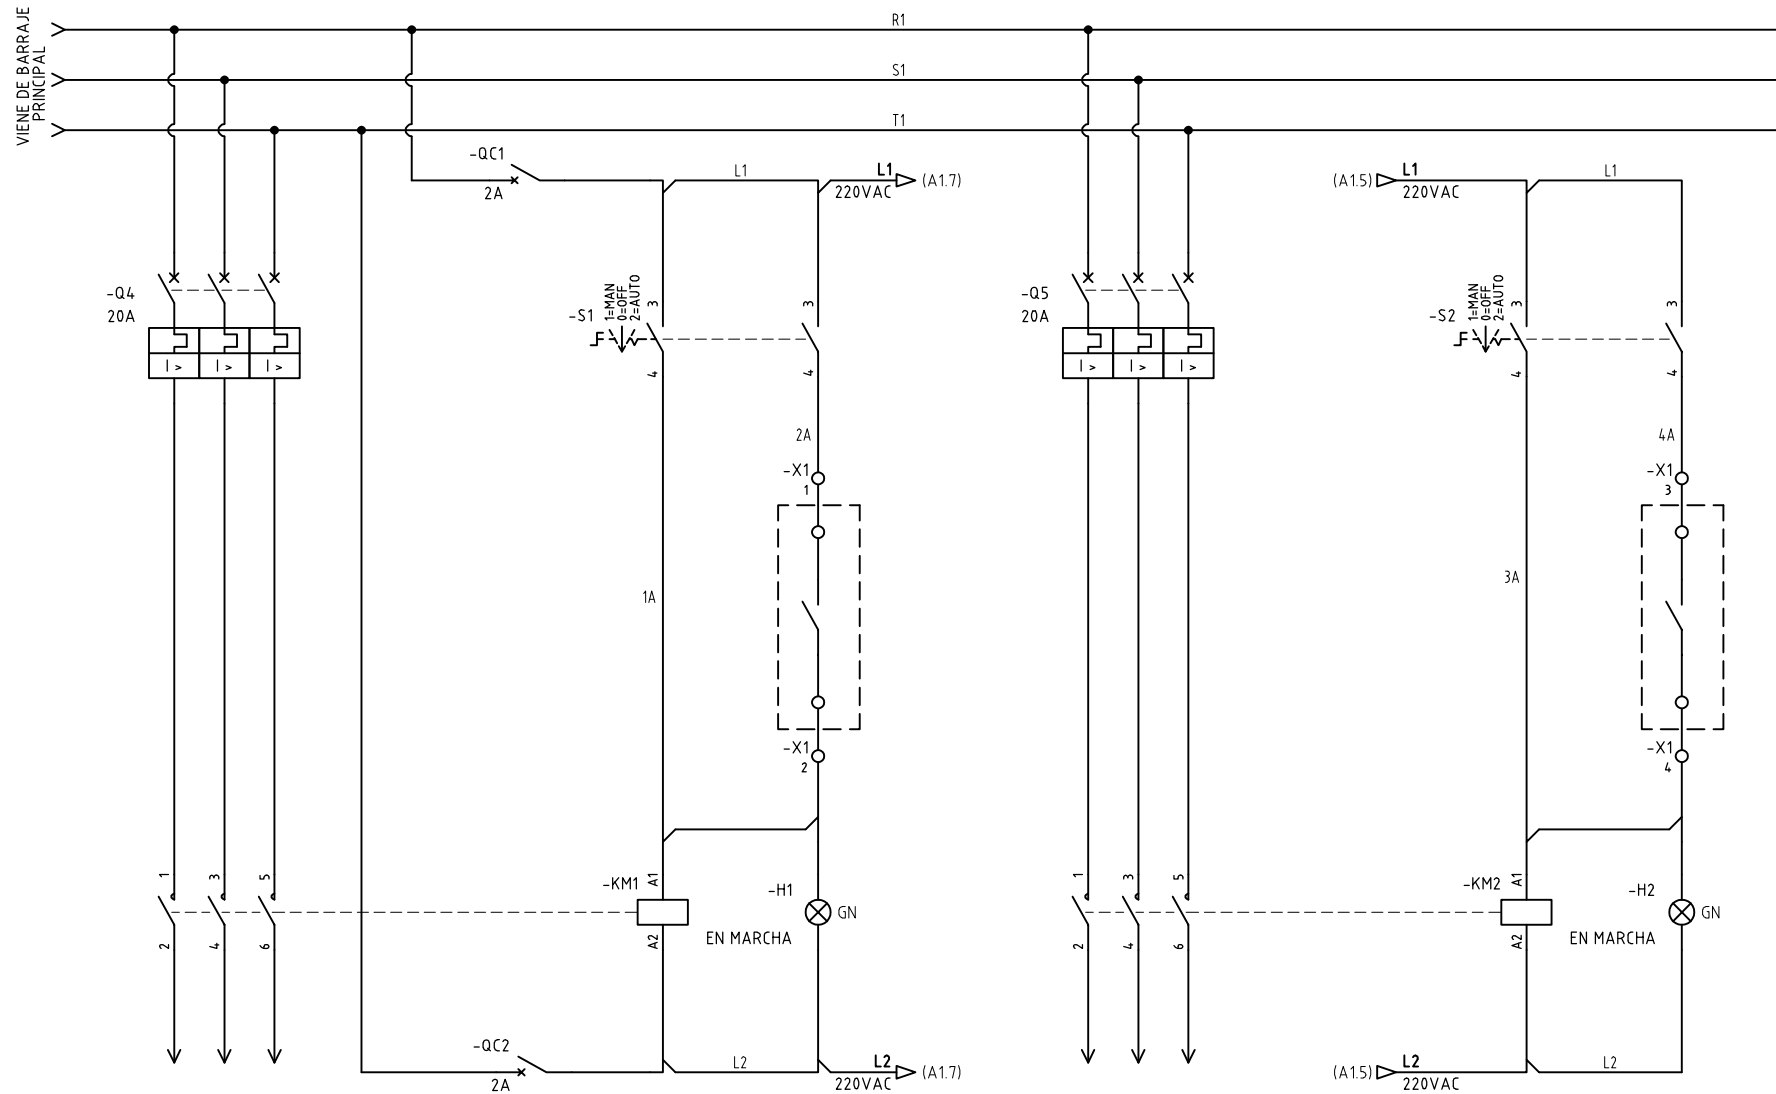 VIENE DE BARRAJE
PRINCIPAL
R1
S1
T1
-QC1
2A
L1
L1
220VAC
(A1.7)
(A1.5)
L1
220VAC
L1
-Q4
20A
I >
I >
I >
-S1
1=MAN
0=OFF
2=AUTO
3
4
3
4
-Q5
20A
I >
I >
I >
-S2
1=MAN
0=OFF
2=AUTO
3
4
3
4
2A
-X1
1
4A
-X1
3
1A
3A
-X1
2
-X1
4
1
3
5
2
4
6
-KM1
A1
A2
-H1
GN
EN MARCHA
1
3
5
2
4
6
-KM2
A1
A2
-H2
GN
EN MARCHA
-QC2
2A
L2
L2
220VAC
(A1.7)
(A1.5)
L2
220VAC
L2